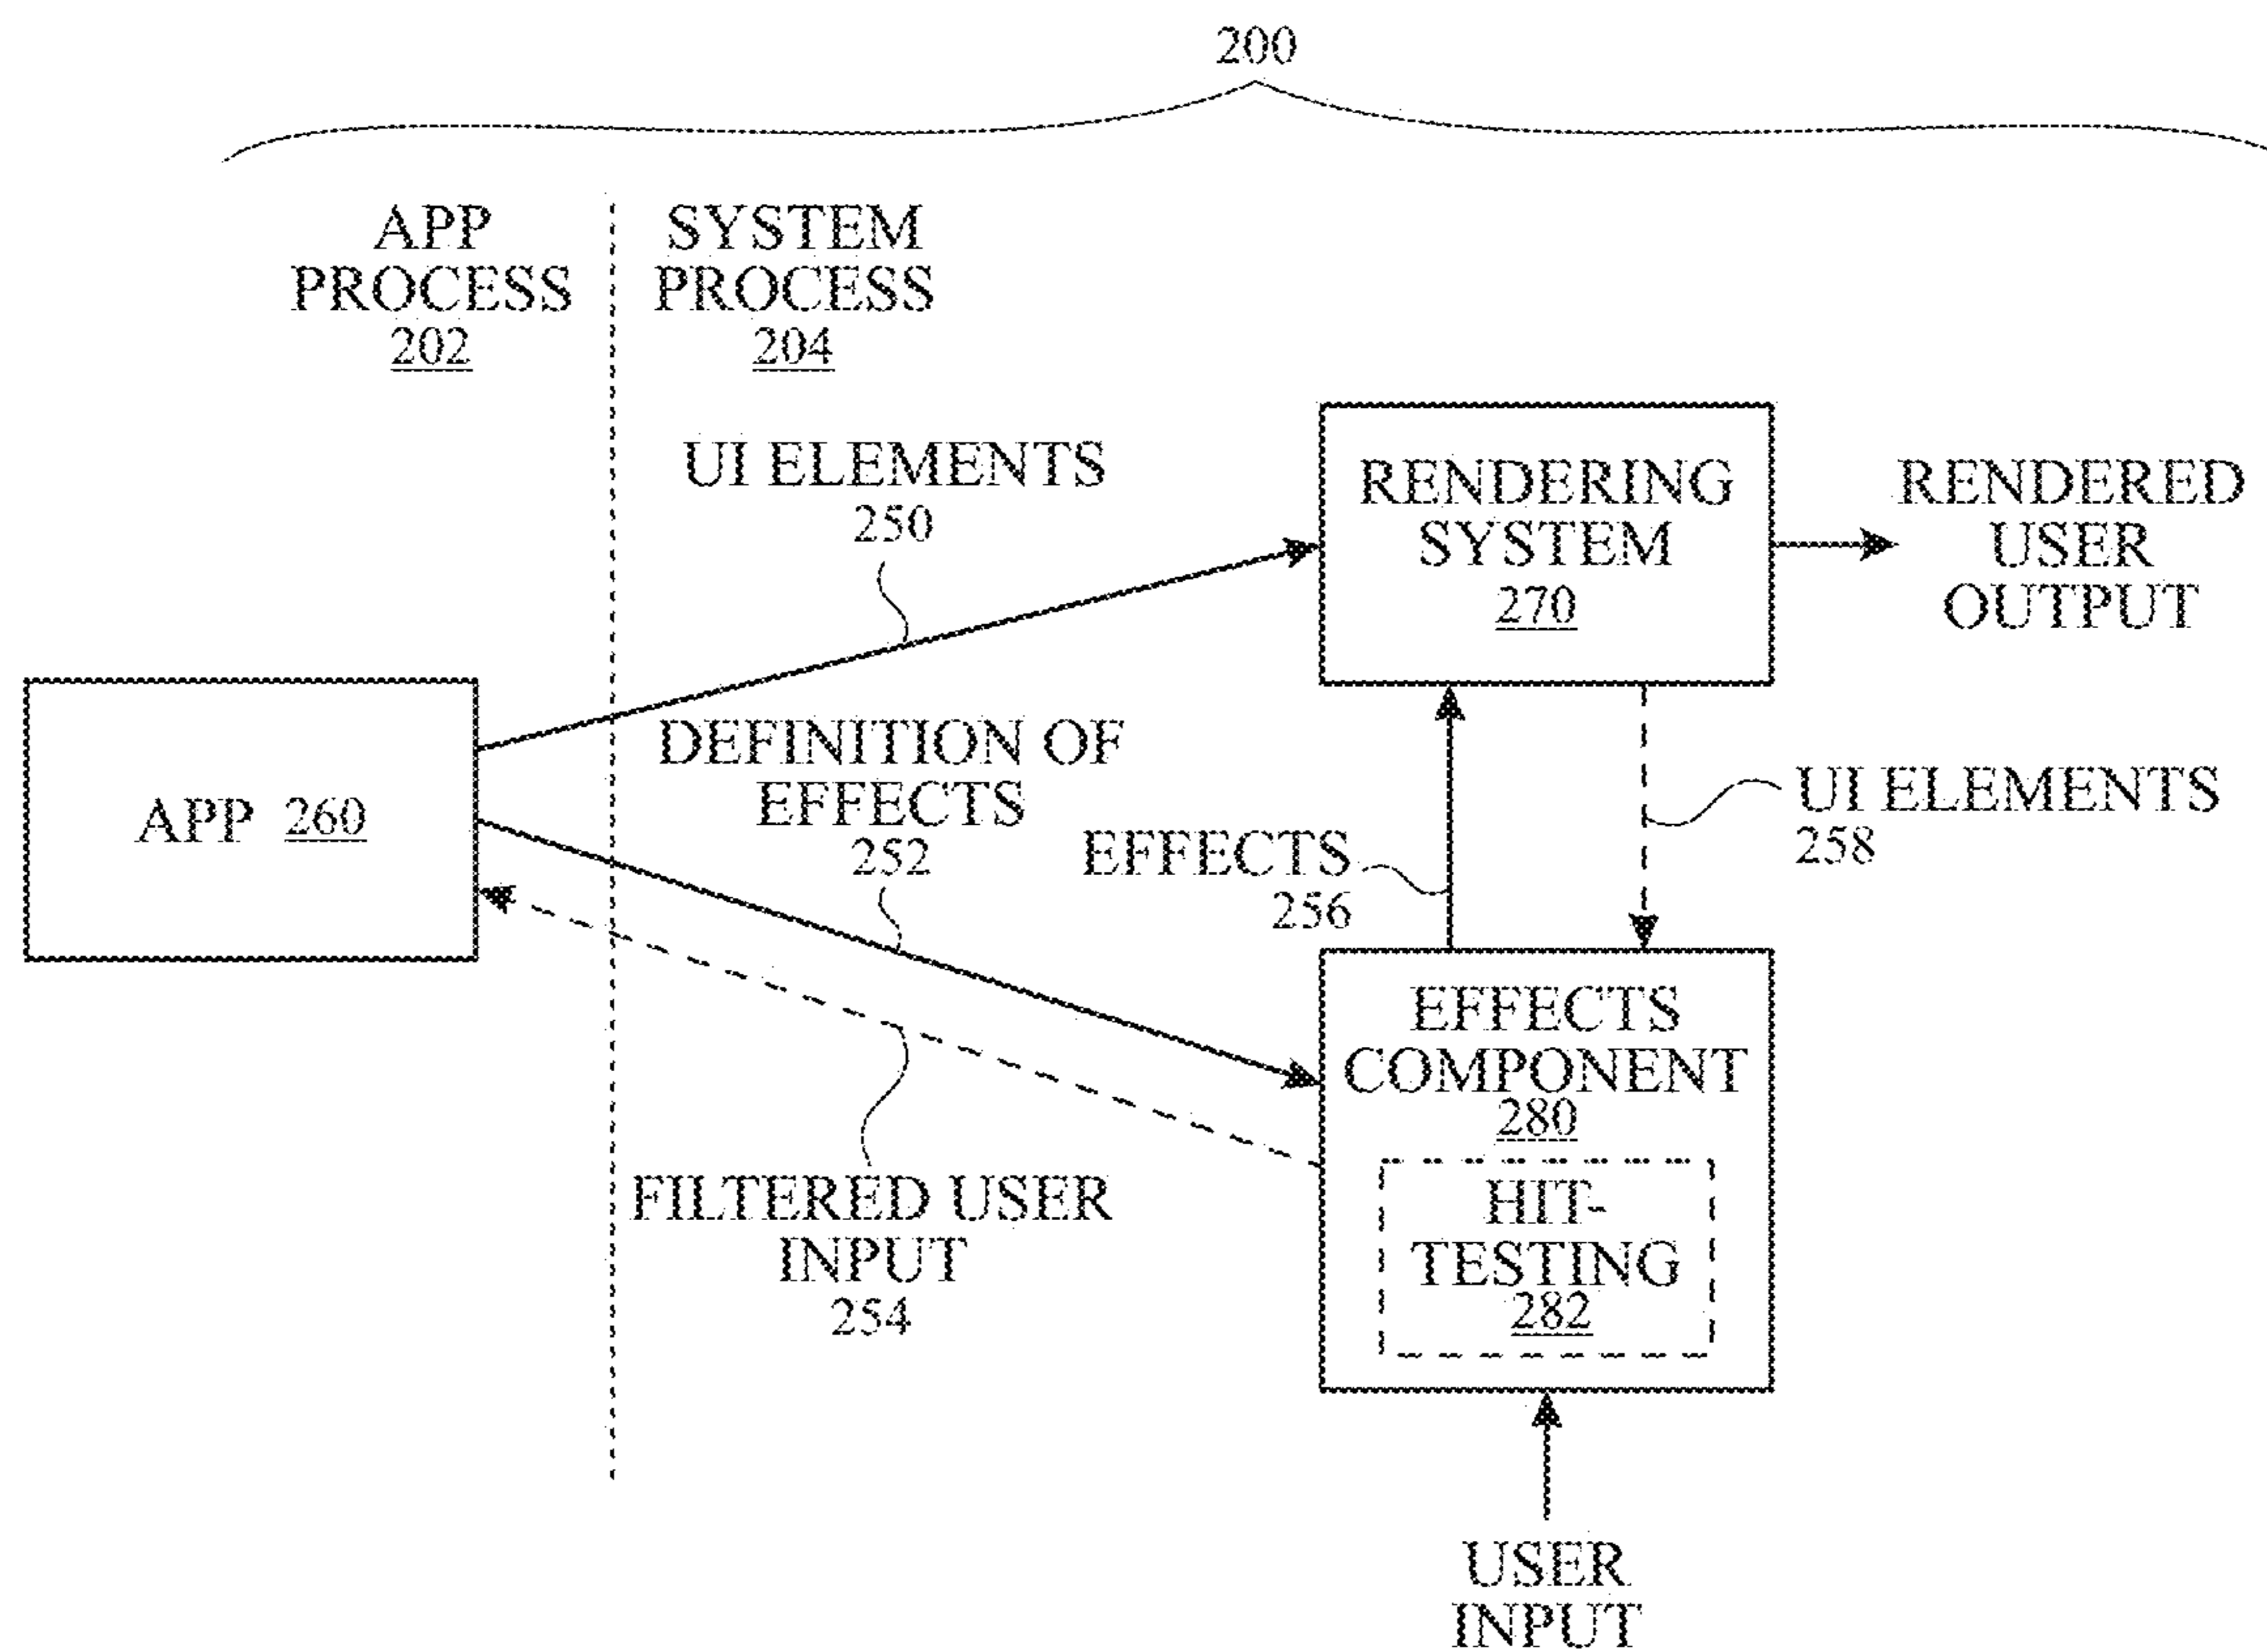 200
APP
PROCESS
202
SYSTEM
PROCESS
204
UI ELEMENTS
250
RENDERING
SYSTEM
270
RENDERED
USER
OUTPUT
APP 260
DEFINITION OF
EFFECTS
252
EFFECTS
256
UI ELEMENTS
258
EFFECTS
COMPONENT
280
HIT-
TESTING
282
FILTERED USER
INPUT
254
USER
INPUT